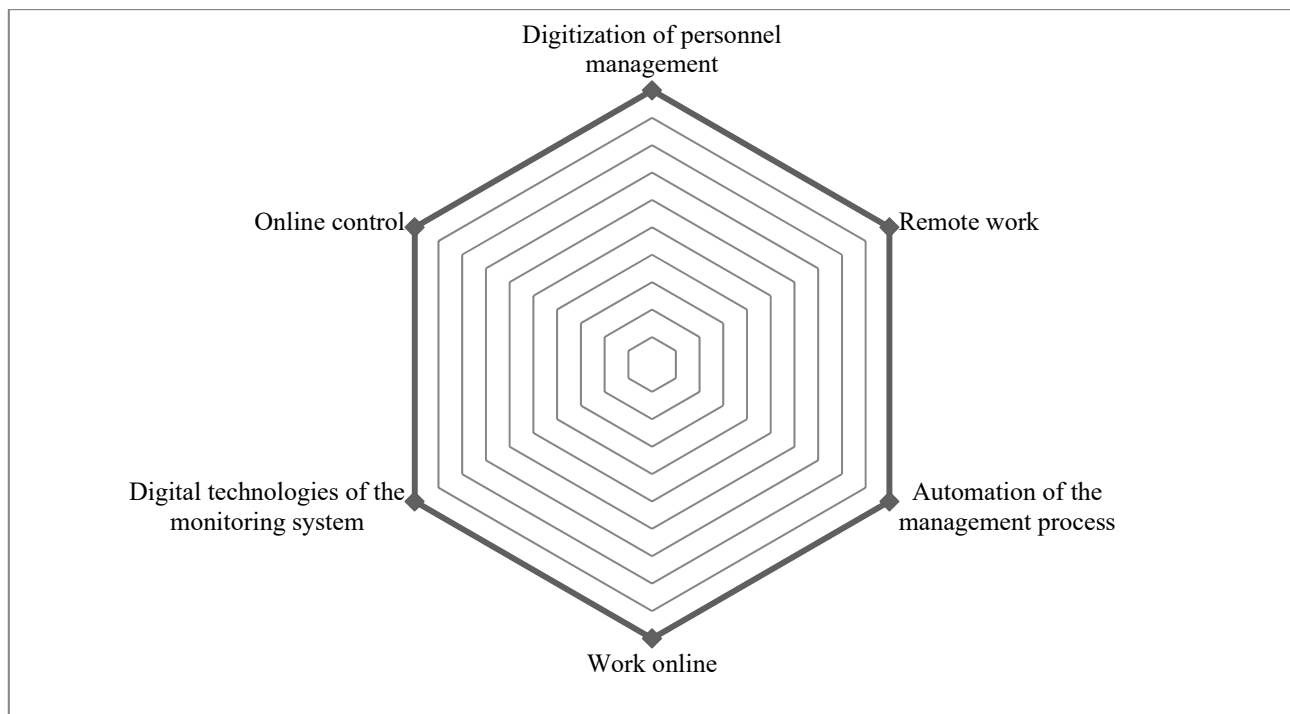 Digitization of personnel
management
Online control
Remote work
Digital technologies of the
monitoring system
Automation of the
management process
Work online